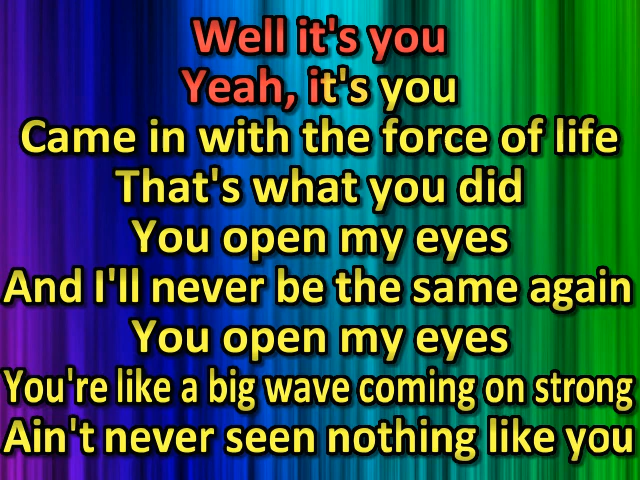 Well it's you
Yeah, it's you
Came in with the force of life
That's what you did
You open my eyes
And I'll never be the same again
You open my eyes
You're like a big wave coming on strong
Ain't never seen nothing like you